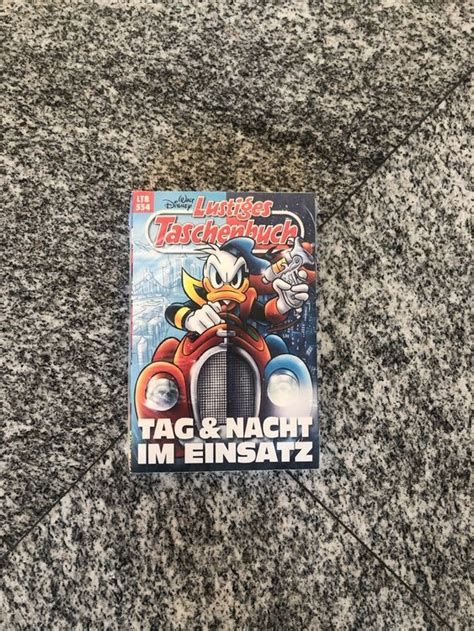 LTB
554
Walt
Disney
Lustiges
Taschenbuch
TAG & NACHT
IM EINSATZ